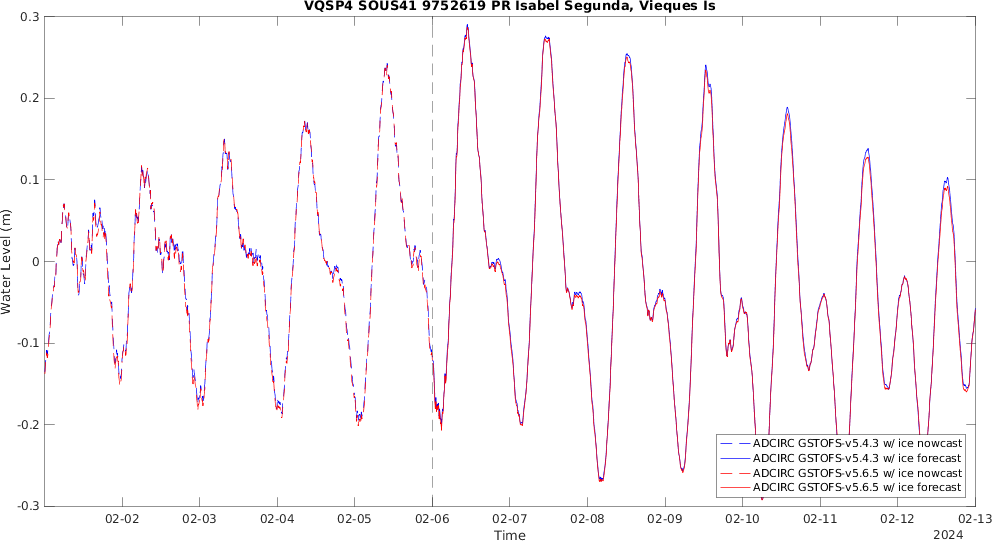 VQSP4 SOUS41 9752619 PR Isabel Segunda, Vieques Is
0.3
0.2
0.1
0
-0.1
-0.2
-0.3
Water Level (m)
ADCIRC GSTOFS-v5.4.3 w/ ice nowcast
ADCIRC GSTOFS-v5.4.3 w/ ice forecast
ADCIRC GSTOFS-v5.6.5 w/ ice nowcast
ADCIRC GSTOFS-v5.6.5 w/ ice forecast
02-02 02-03 02-04 02-05 02-06 02-07 02-08 02-09 02-10 02-11 02-12 02-13
Time
2024